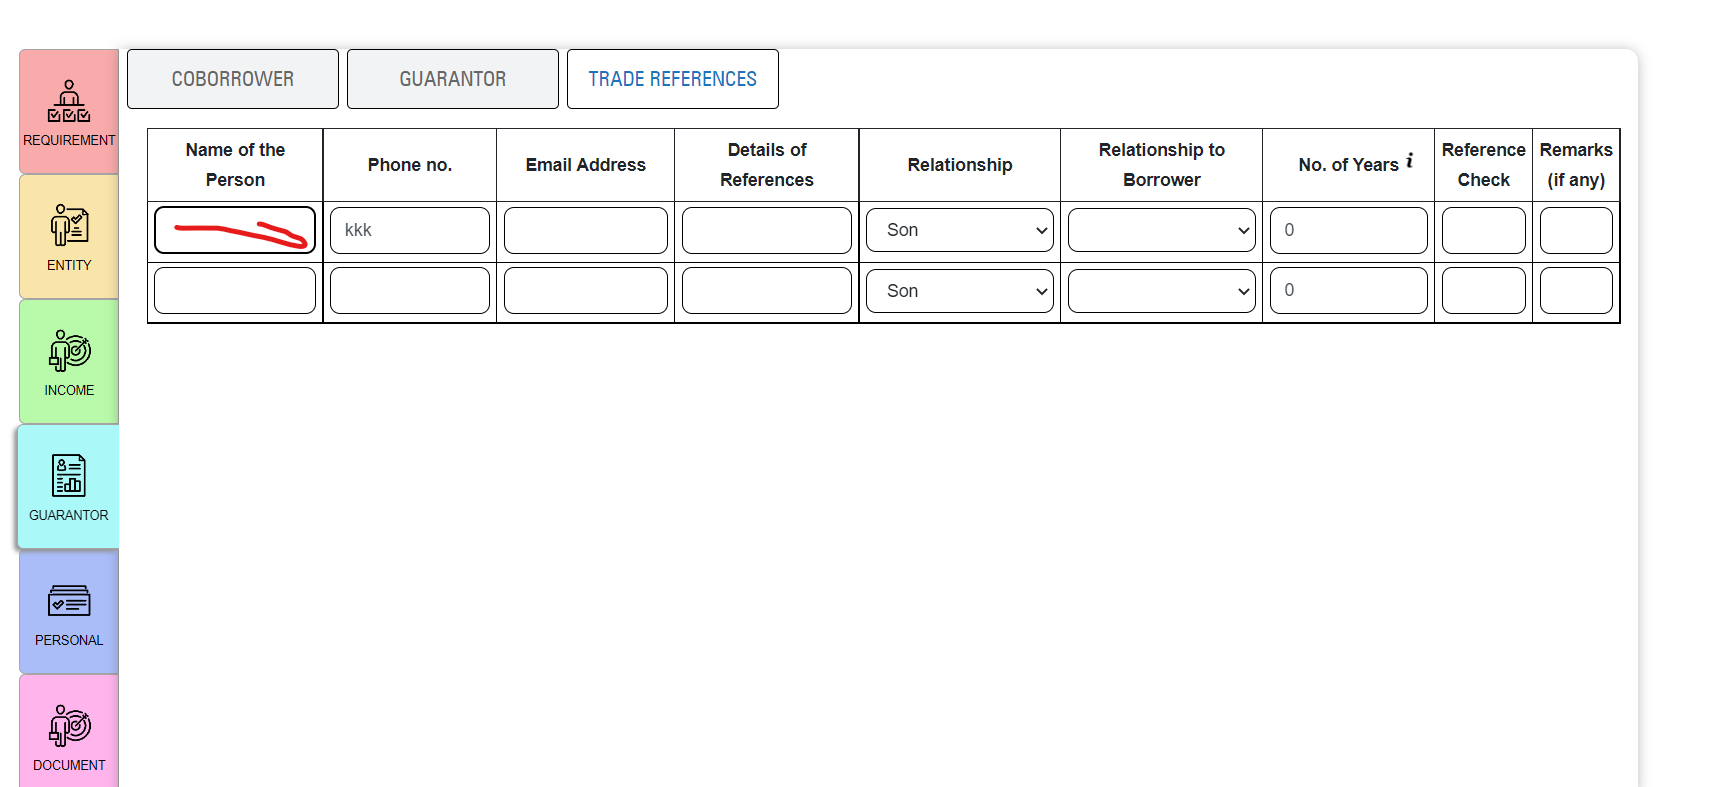 COBORROWER GUARANTOR TRADE REFERENCES
REQUIREMENT
ENTITY
INCOME
GUARANTOR
PERSONAL
DOCUMENT
Name of the Person Phone no. Email Address Details of References Relationship Relationship to Borrower No. of Years i Reference Check Remarks (if any)
kkk Son 0
Son 0